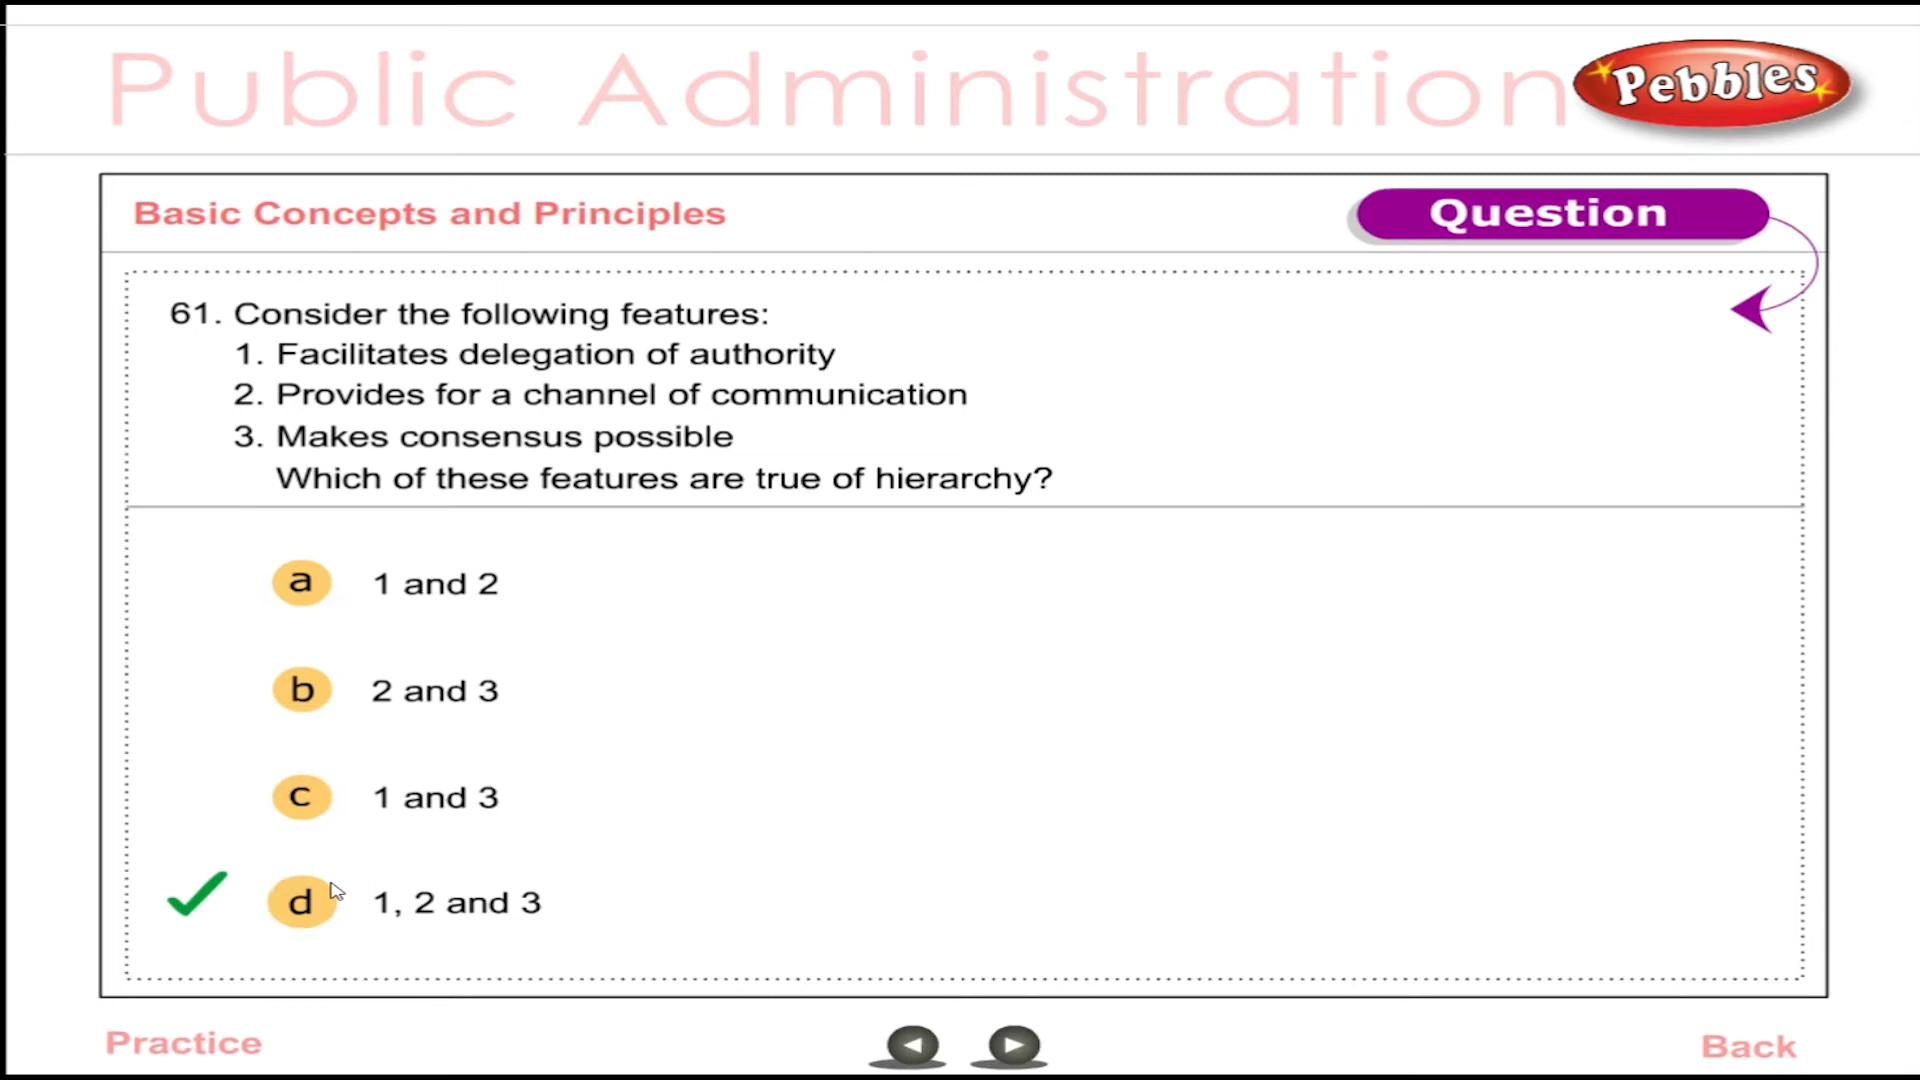 Public Administration
Pebbles
Basic Concepts and Principles
Question
61. Consider the following features:
1. Facilitates delegation of authority
2. Provides for a channel of communication
3. Makes consensus possible
Which of these features are true of hierarchy?
a 1 and 2
b 2 and 3
c 1 and 3
d 1, 2 and 3
Practice
Back